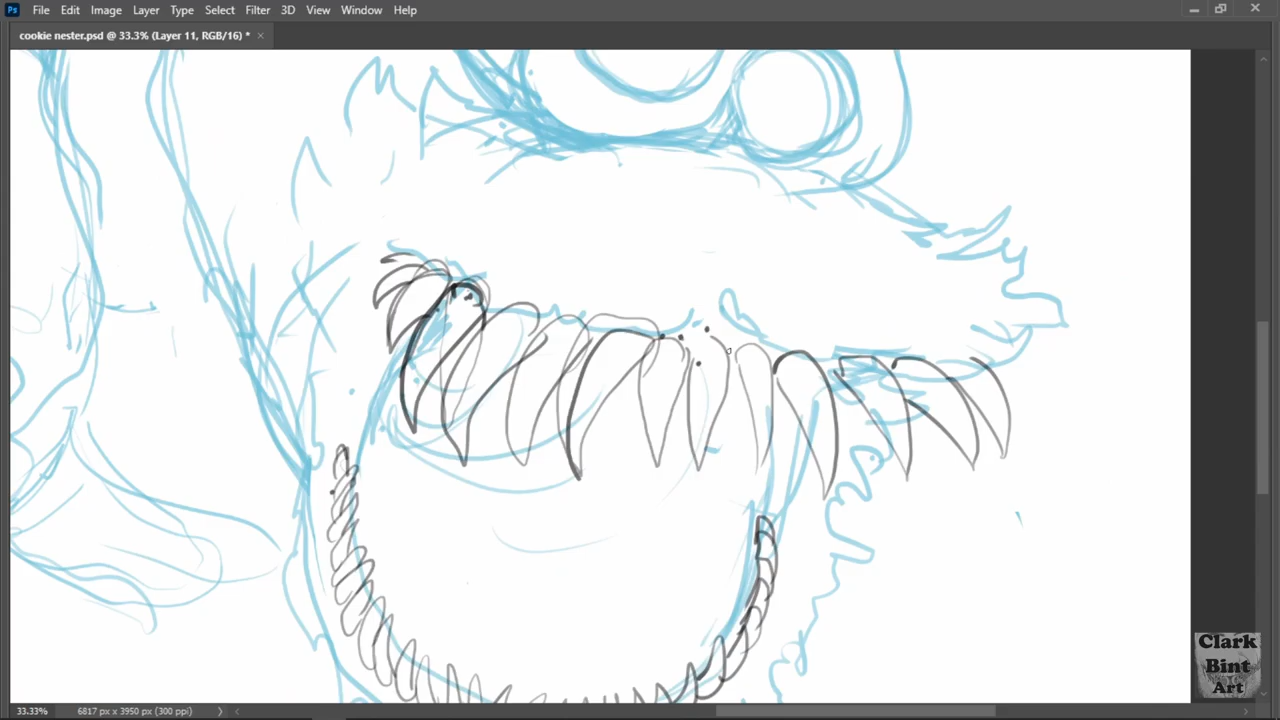 Ps File Edit Image Layer Type Select Filter 3D View Window Help
cookie nester.psd @ 33.3% (Layer 11, RGB/16) *
33.33% 6817 px x 3950 px (300 ppi)
Clark
Bint
Art